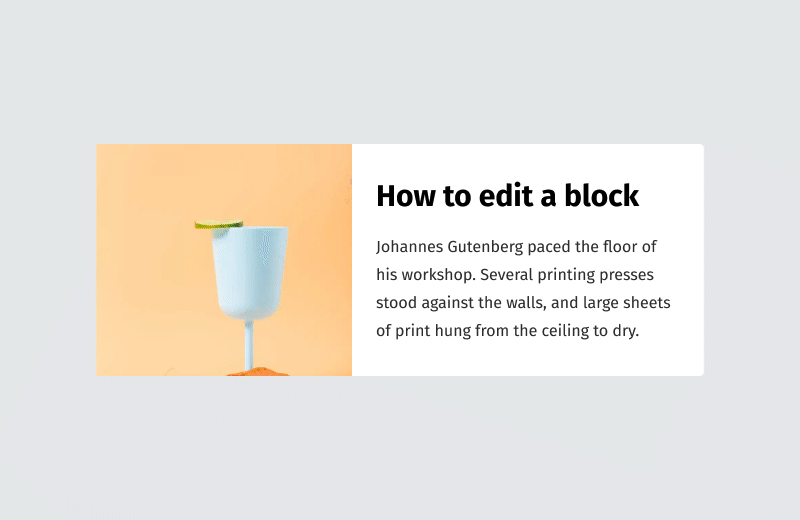 How to edit a block
Johannes Gutenberg paced the floor of
his workshop. Several printing presses
stood against the walls, and large sheets
of print hung from the ceiling to dry.